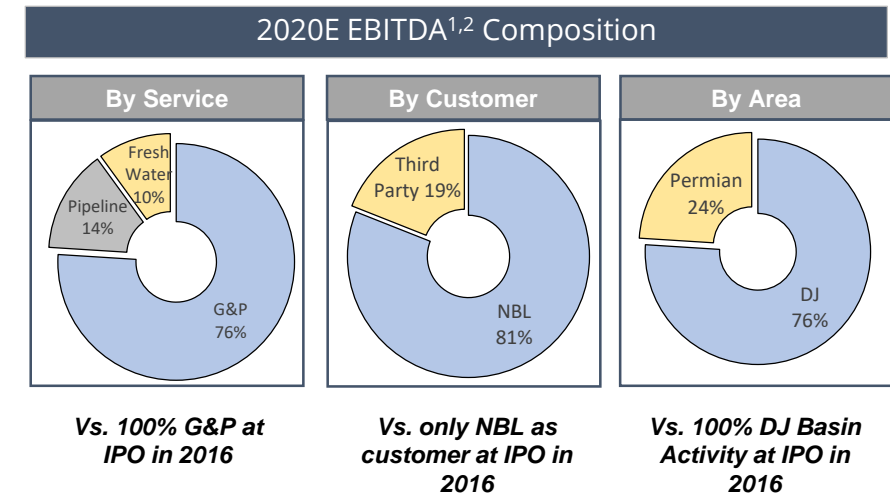 2020E EBITDA1,2 Composition
By Service
Fresh
Water
10%
Pipeline
14%
G&P
76%
Vs. 100% G&P at
IPO in 2016
By Customer
Third
Party 19%
NBL
81%
Vs. only NBL as
customer at IPO in
2016
By Area
Permian
24%
DJ
76%
Vs. 100% DJ Basin
Activity at IPO in
2016